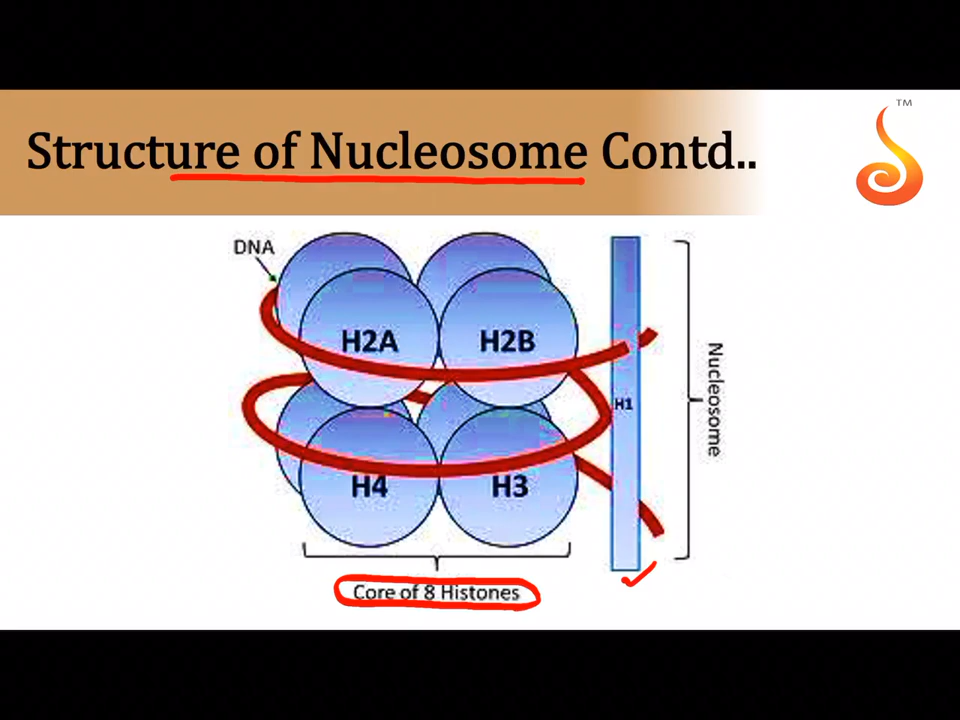 Structure of Nucleosome Contd..
TM
DNA
H2A
H2B
H1
Nucleosome
H4
H3
Core of 8 Histones